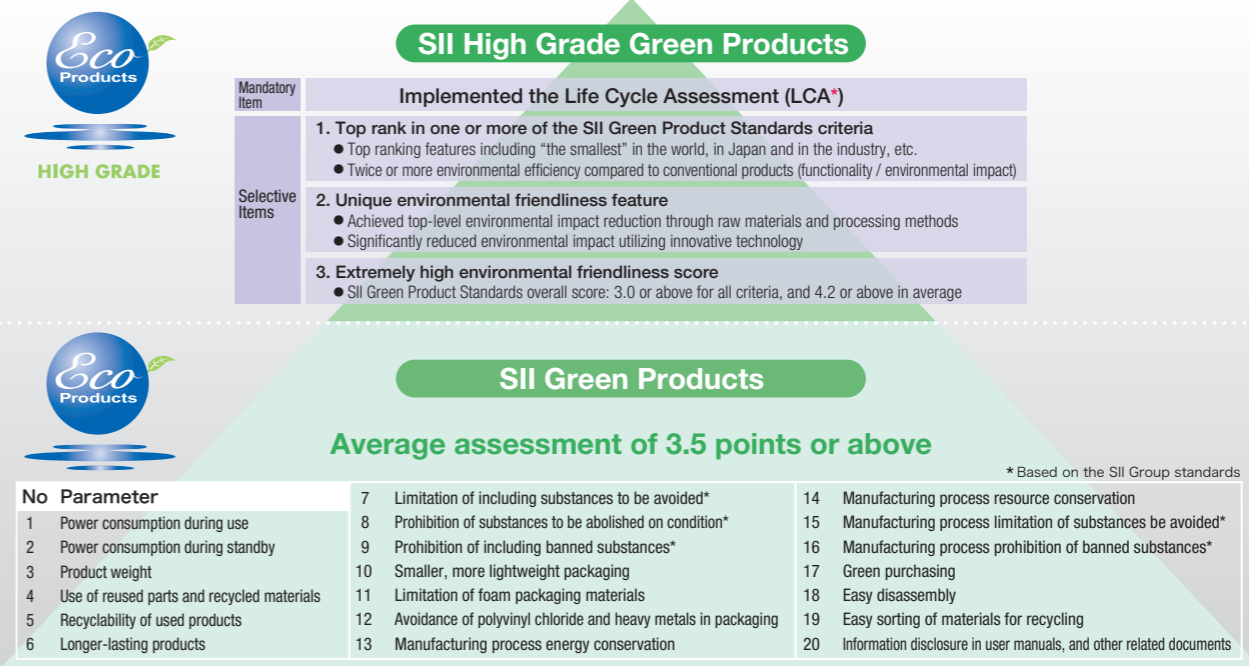 Eco
Products
HIGH GRADE
SII High Grade Green Products
Mandatory
Item
Implemented the Life Cycle Assessment (LCA*)
Selective
Items
1. Top rank in one or more of the SII Green Product Standards criteria
● Top ranking features including “the smallest” in the world, in Japan and in the industry, etc.
● Twice or more environmental efficiency compared to conventional products (functionality / environmental impact)
2. Unique environmental friendliness feature
● Achieved top-level environmental impact reduction through raw materials and processing methods
● Significantly reduced environmental impact utilizing innovative technology
3. Extremely high environmental friendliness score
● SII Green Product Standards overall score: 3.0 or above for all criteria, and 4.2 or above in average
Eco
Products
SII Green Products
Average assessment of 3.5 points or above
* Based on the SII Group standards
No Parameter
1 Power consumption during use
2 Power consumption during standby
3 Product weight
4 Use of reused parts and recycled materials
5 Recyclability of used products
6 Longer-lasting products
7 Limitation of including substances to be avoided*
8 Prohibition of substances to be abolished on condition*
9 Prohibition of including banned substances*
10 Smaller, more lightweight packaging
11 Limitation of foam packaging materials
12 Avoidance of polyvinyl chloride and heavy metals in packaging
13 Manufacturing process energy conservation
14 Manufacturing process resource conservation
15 Manufacturing process limitation of substances be avoided*
16 Manufacturing process prohibition of banned substances*
17 Green purchasing
18 Easy disassembly
19 Easy sorting of materials for recycling
20 Information disclosure in user manuals, and other related documents